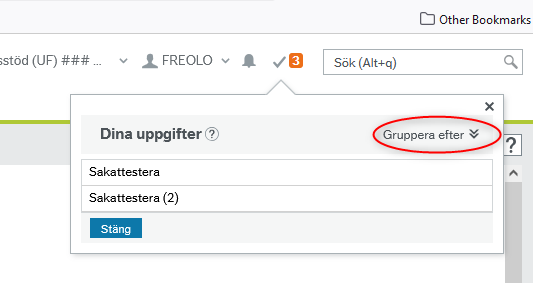 Other Bookmarks
sstöd (UF) ### ... FREOLO 3 Sök (Alt+q)
Dina uppgifter ? Gruppera efter
?
Sakattestera
Sakattestera (2)
Stäng